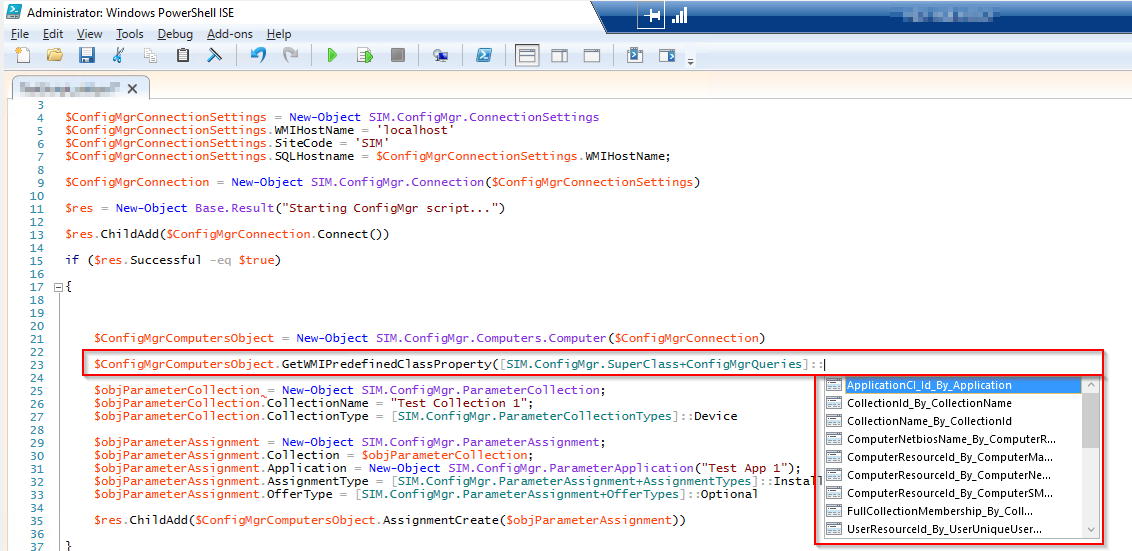 Administrator: Windows PowerShell ISE
File Edit View Tools Debug Add-ons Help
3
4 $ConfigMgrConnectionSettings = New-Object SIM.ConfigMgr.ConnectionSettings
5 $ConfigMgrConnectionSettings.WMIHostName = 'localhost'
6 $ConfigMgrConnectionSettings.SiteCode = 'SIM'
7 $ConfigMgrConnectionSettings.SQLHostname = $ConfigMgrConnectionSettings.WMIHostName;
8
9 $ConfigMgrConnection = New-Object SIM.ConfigMgr.Connection($ConfigMgrConnectionSettings)
10
11 $res = New-Object Base.Result("Starting ConfigMgr script...")
12
13 $res.ChildAdd($ConfigMgrConnection.Connect())
14
15 if ($res.Successful -eq $true)
16
17 {
18
19
20
21 $ConfigMgrComputersObject = New-Object SIM.ConfigMgr.Computers.Computer($ConfigMgrConnection)
22
23 $ConfigMgrComputersObject.GetWMIPredefinedClassProperty([SIM.ConfigMgr.SuperClass+ConfigMgrQueries]::
24
25 $objParameterCollection = New-Object SIM.ConfigMgr.ParameterCollection;
26 $objParameterCollection.CollectionName = "Test Collection 1";
27 $objParameterCollection.CollectionType = [SIM.ConfigMgr.ParameterCollectionTypes]::Device
28
29 $objParameterAssignment = New-Object SIM.ConfigMgr.ParameterAssignment;
30 $objParameterAssignment.Collection = $objParameterCollection;
31 $objParameterAssignment.Application = New-Object SIM.ConfigMgr.ParameterApplication("Test App 1");
32 $objParameterAssignment.AssignmentType = [SIM.ConfigMgr.ParameterAssignment+AssignmentTypes]::Install
33 $objParameterAssignment.OfferType = [SIM.ConfigMgr.ParameterAssignment+OfferTypes]::Optional
34
35 $res.ChildAdd($ConfigMgrComputersObject.AssignmentCreate($objParameterAssignment))
36
37 }
ApplicationCI_Id_By_Application
CollectionId_By_CollectionName
CollectionName_By_CollectionId
ComputerNetbiosName_By_ComputerR...
ComputerResourceId_By_ComputerMa...
ComputerResourceId_By_ComputerNe...
ComputerResourceId_By_ComputerSM...
FullCollectionMembership_By_Coll...
UserResourceId_By_UserUniqueUser...